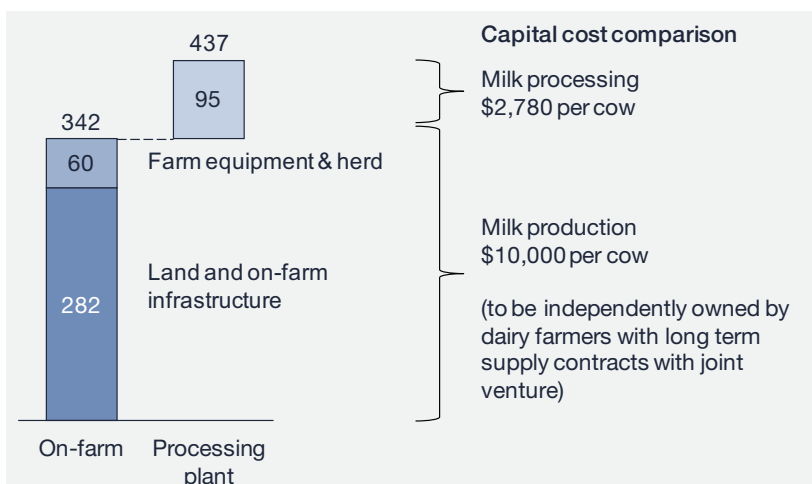 437
95
342
60
282
Farm equipment & herd
Land and on-farm
infrastructure
On-farm
Processing
plant
Capital cost comparison
Milk processing
$2,780 per cow
Milk production
$10,000 per cow
(to be independently owned by
dairy farmers with long term
supply contracts with joint
venture)